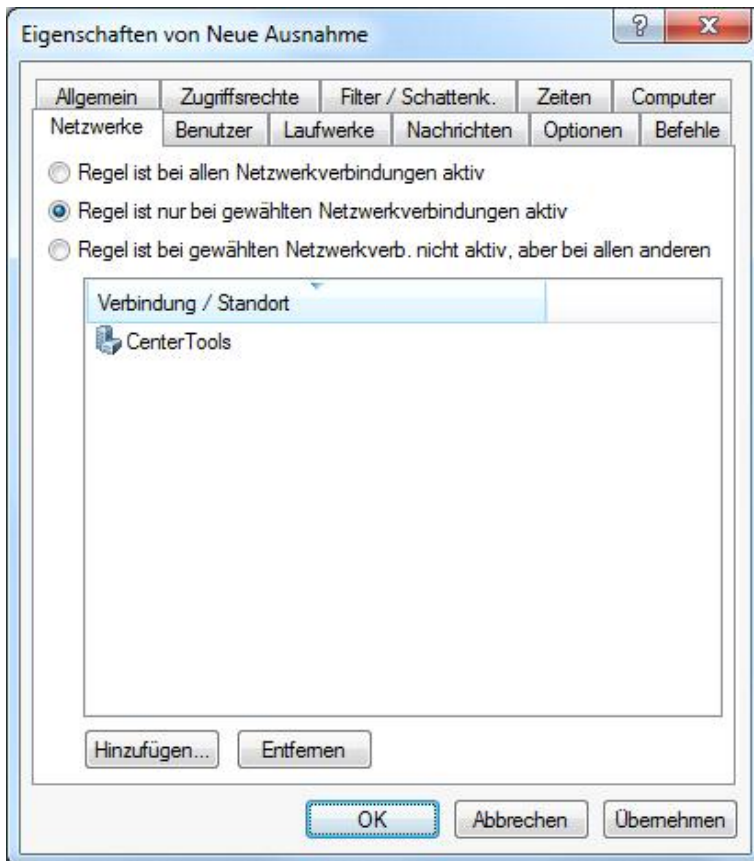 Eigenschaften von Neue Ausnahme
Allgemein Zugriffsrechte Filter / Schattenk. Zeiten Computer
Netzwerke Benutzer Laufwerke Nachrichten Optionen Befehle
Regel ist bei allen Netzwerkverbindungen aktiv
Regel ist nur bei gewählten Netzwerkverbindungen aktiv
Regel ist bei gewählten Netzwerkverb. nicht aktiv, aber bei allen anderen
Verbindung / Standort
CenterTools
Hinzufügen... Entfernen
OK Abbrechen Übernehmen